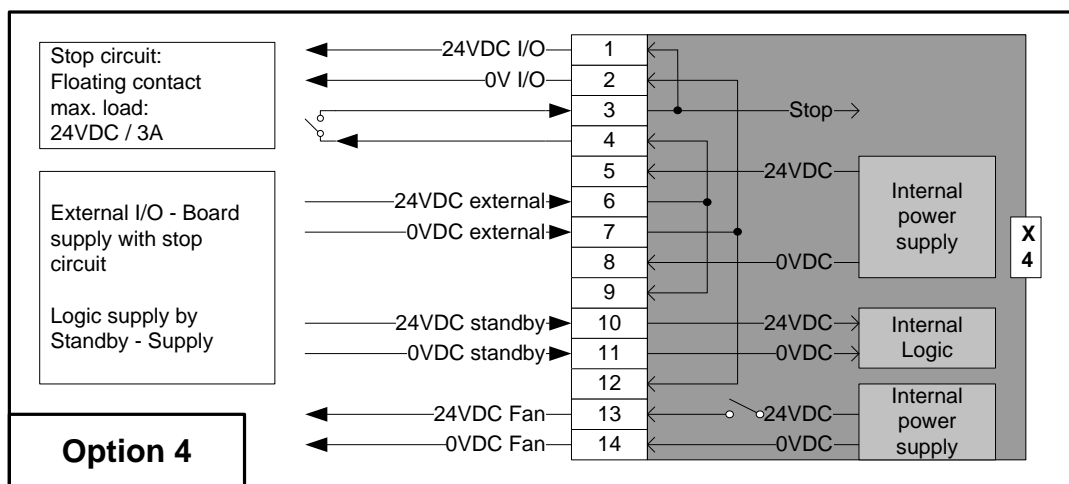 Stop circuit:
Floating contact
max. load:
24VDC / 3A
External I/O - Board
supply with stop
circuit
Logic supply by
Standby - Supply
Option 4
24VDC I/O
0V I/O
24VDC external
0VDC external
24VDC standby
0VDC standby
24VDC Fan
0VDC Fan
1
2
3
4
5
6
7
8
9
10
11
12
13
14
Stop
24VDC
0VDC
24VDC
0VDC
24VDC
0VDC
Internal
power
supply
Internal
Logic
Internal
power
supply
X
4